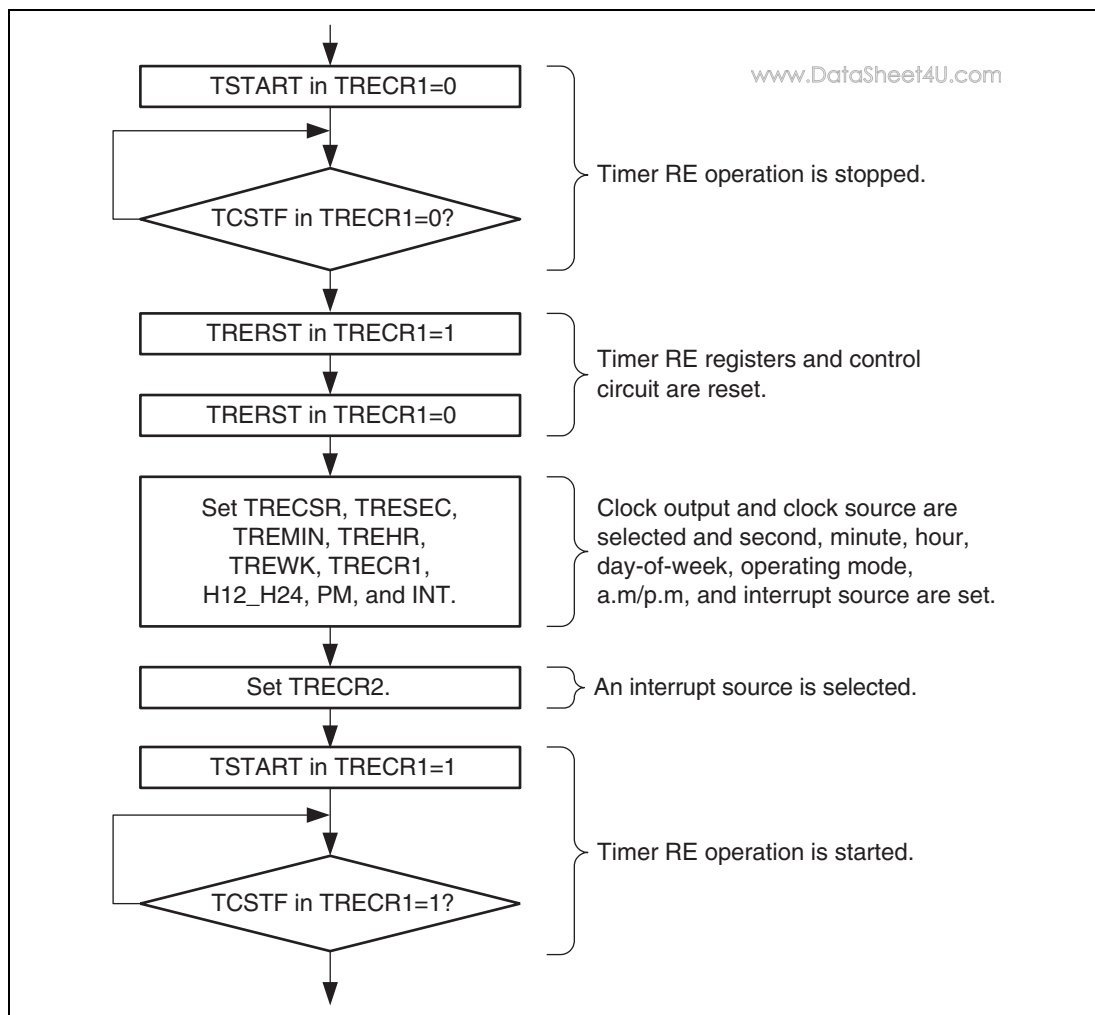 www.DataSheet4U.com
TSTART in TRECR1=0
Timer RE operation is stopped.
TCSTF in TRECR1=0?
TRERST in TRECR1=1
Timer RE registers and control
circuit are reset.
TRERST in TRECR1=0
Set TRECSR, TRESEC,
TREMIN, TREHR,
TREWK, TRECR1,
H12_H24, PM, and INT.
Clock output and clock source are
selected and second, minute, hour,
day-of-week, operating mode,
a.m/p.m, and interrupt source are set.
Set TRECR2.
An interrupt source is selected.
TSTART in TRECR1=1
Timer RE operation is started.
TCSTF in TRECR1=1?